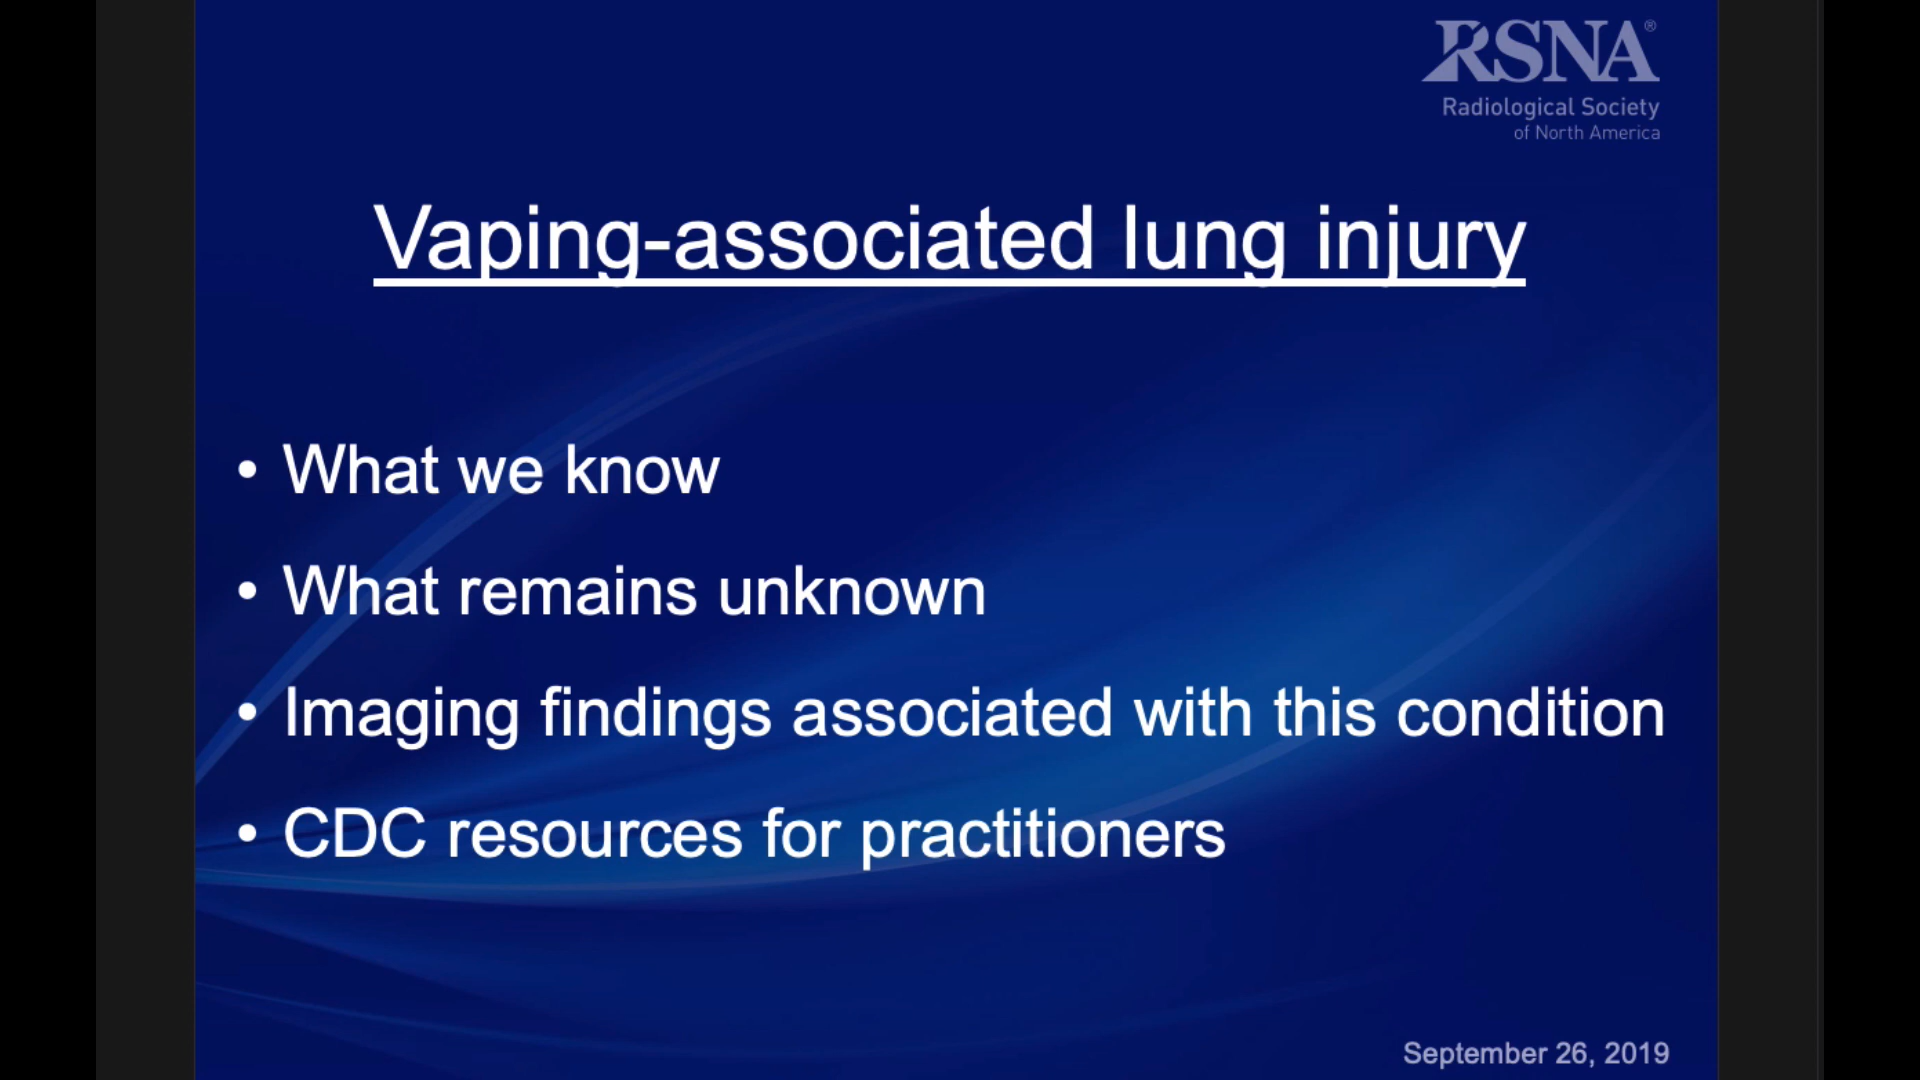 RSNA®
Radiological Society
of North America
Vaping-associated lung injury
• What we know
• What remains unknown
• Imaging findings associated with this condition
• CDC resources for practitioners
September 26, 2019